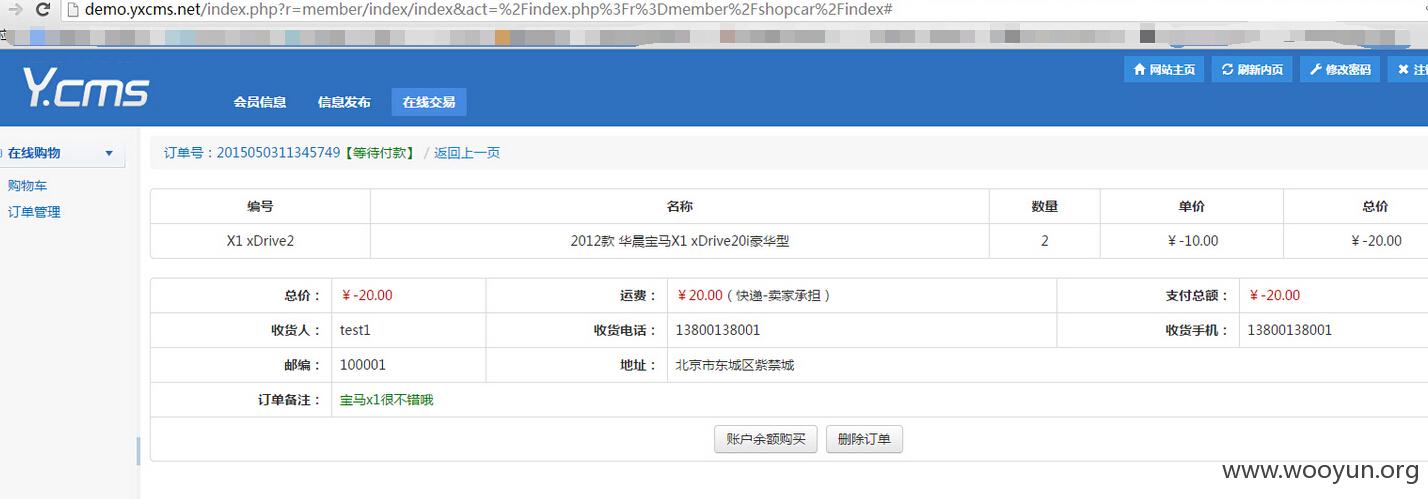 demo.yxcms.net/index.php?r=member/index/index&act=%2Findex.php%3Fr%3Dmember%2Fshopcar%2Findex#
Y.cms
会员信息 信息发布 在线交易
网站主页 刷新内页 修改密码
在线购物
购物车
订单管理
订单号：2015050311345749【等待付款】 / 返回上一页
编号 名称 数量 单价 总价
X1 xDrive2 2012款 华晨宝马X1 xDrive20i豪华型 2 ￥-10.00 ￥-20.00
总价： ￥-20.00 运费： ￥20.00（快递-卖家承担） 支付总额： ￥-20.00
收货人： test1 收货电话： 13800138001 收货手机： 13800138001
邮编： 100001 地址： 北京市东城区紫禁城
订单备注： 宝马x1很不错哦
账户余额购买 删除订单
www.wooyun.org